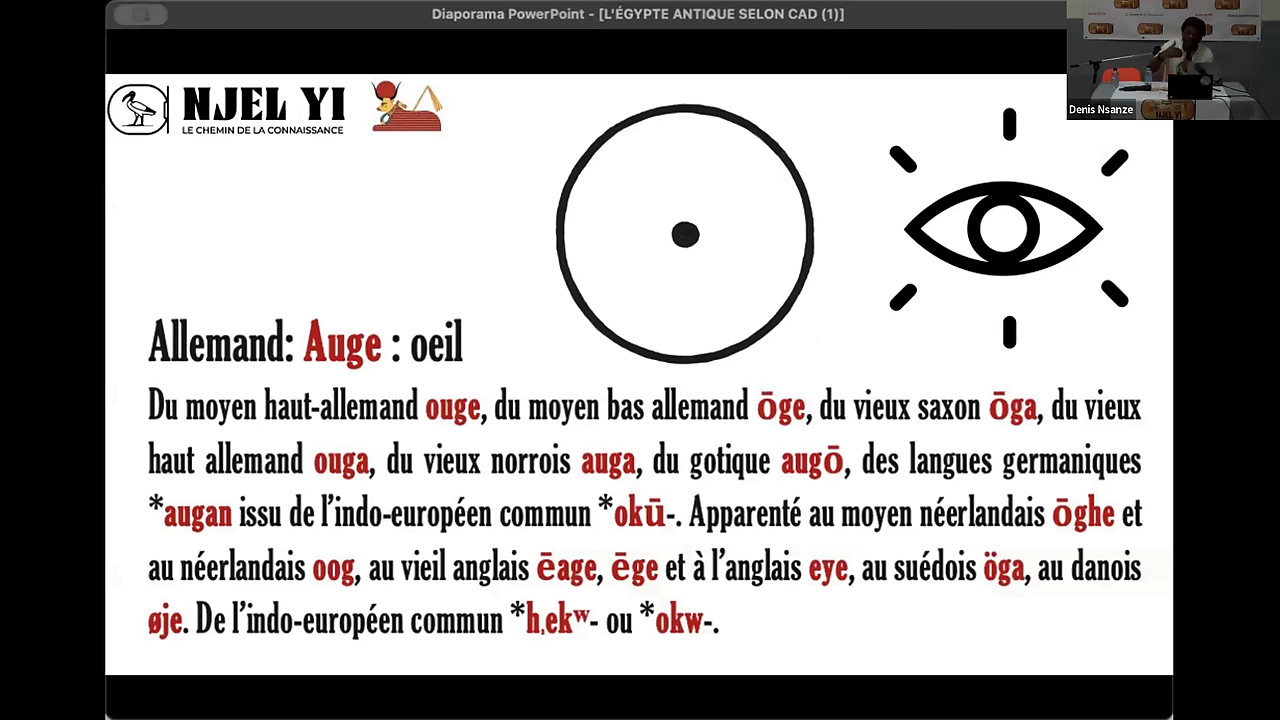 Diaporama PowerPoint - [L'ÉGYPTE ANTIQUE SELON CAD (1)]
Denis Nsanze
NJEL YI
NJEL YI
LE CHEMIN DE LA CONNAISSANCE
Allemand: Auge : oeil
Du moyen haut-allemand ouge, du moyen bas allemand ōge, du vieux saxon ōga, du vieux
haut allemand ouga, du vieux norrois auga, du gotique augō, des langues germaniques
*augan issu de l'indo-européen commun *okū-. Apparenté au moyen néerlandais ōghe et
au néerlandais oog, au vieil anglais ēage, ēge et à l'anglais eye, au suédois öga, au danois
øje. De l'indo-européen commun *h₃ekʷ- ou *okw-.